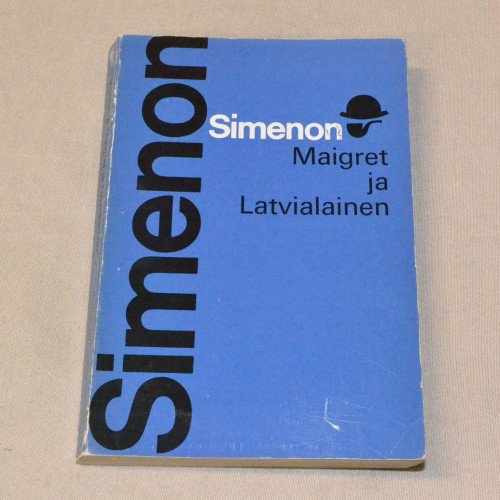 Simenon
Simenon
Maigret
ja
Latvialainen